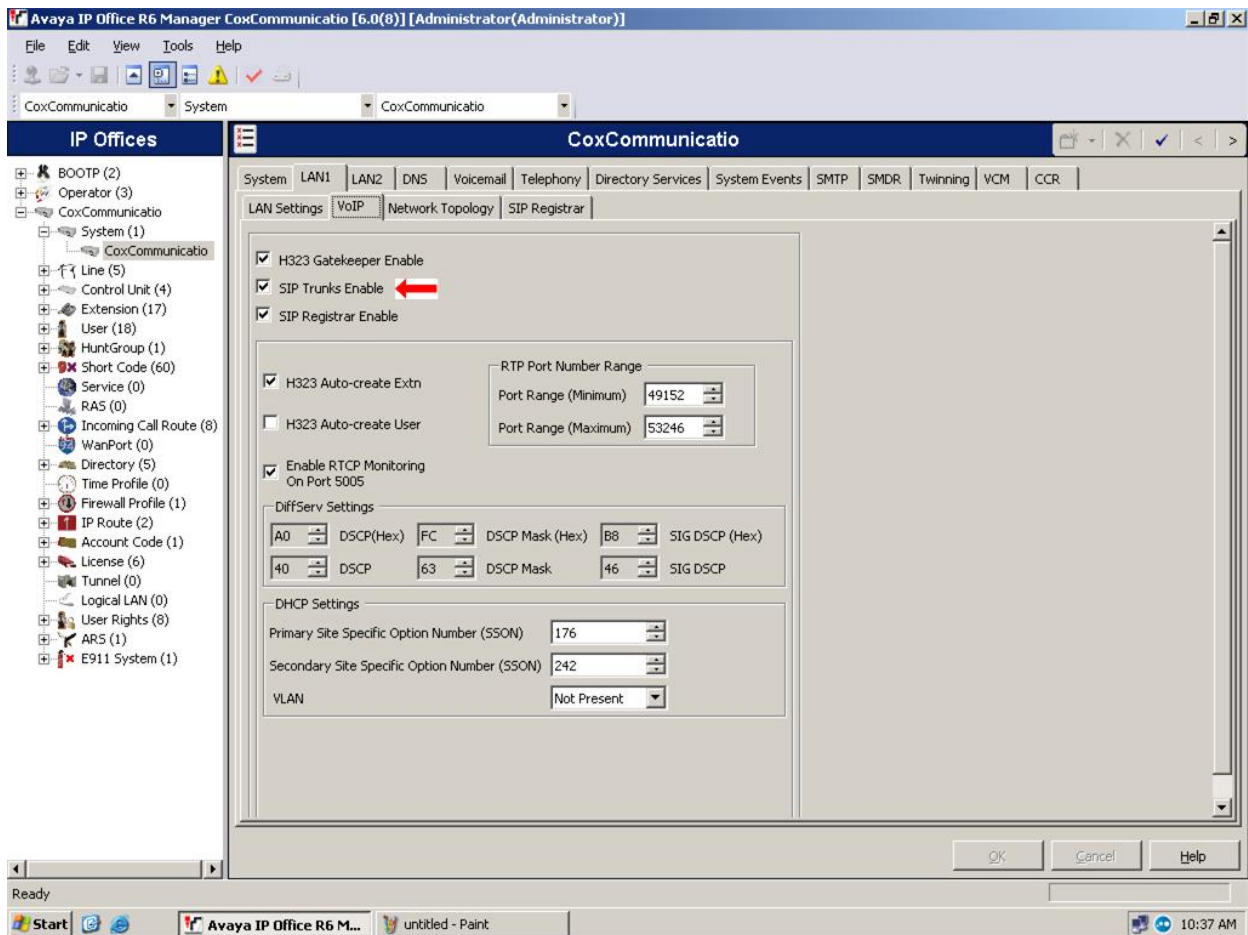 Avaya IP Office R6 Manager CoxCommunicatio [6.0(8)] [Administrator(Administrator)]
File Edit View Tools Help
CoxCommunicatio System CoxCommunicatio
IP Offices
BOOTP (2)
Operator (3)
CoxCommunicatio
System (1)
CoxCommunicatio
Line (5)
Control Unit (4)
Extension (17)
User (18)
HuntGroup (1)
Short Code (60)
Service (0)
RAS (0)
Incoming Call Route (8)
WanPort (0)
Directory (5)
Time Profile (0)
Firewall Profile (1)
IP Route (2)
Account Code (1)
License (6)
Tunnel (0)
Logical LAN (0)
User Rights (8)
ARS (1)
E911 System (1)
CoxCommunicatio
System LAN1 LAN2 DNS Voicemail Telephony Directory Services System Events SMTP SMDR Twinning VCM CCR
LAN Settings VoIP Network Topology SIP Registrar
H323 Gatekeeper Enable
SIP Trunks Enable
SIP Registrar Enable
H323 Auto-create Extn
H323 Auto-create User
RTP Port Number Range
Port Range (Minimum) 49152
Port Range (Maximum) 53246
Enable RTCP Monitoring
On Port 5005
DiffServ Settings
A0 DSCP(Hex) FC DSCP Mask (Hex) B8 SIG DSCP (Hex)
40 DSCP 63 DSCP Mask 46 SIG DSCP
DHCP Settings
Primary Site Specific Option Number (SSON) 176
Secondary Site Specific Option Number (SSON) 242
VLAN Not Present
OK Cancel Help
Ready
Start Avaya IP Office R6 M... untitled - Paint 10:37 AM